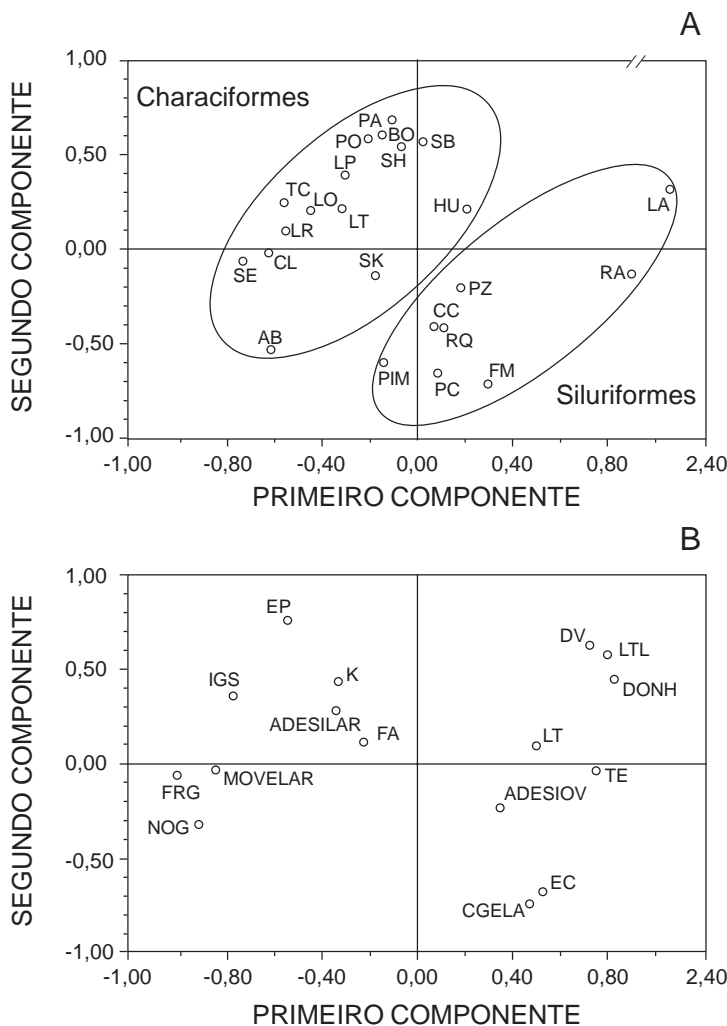 A
1,00
Characiformes
PA
PO
BO
SB
SH
0,50
LP
TC
LO
LT
HU
LA
LR
0,00
SE
CL
SK
RA
PZ
CC
RQ
-0,50
AB
PIM
PC
FM
Siluriformes
-1,00
-1,00
-0,80
-0,40
0,00
0,40
0,80
2,40
SEGUNDO COMPONENTE
PRIMEIRO COMPONENTE
B
1,00
EP
DV
LTL
0,50
IGS
K
DONH
ADESILAR
FA
LT
0,00
FRG
MOVELAR
TE
ADESIOV
NOG
-0,50
EC
CGELA
-1,00
-1,00
-0,80
-0,40
0,00
0,40
0,80
2,40
SEGUNDO COMPONENTE
PRIMEIRO COMPONENTE